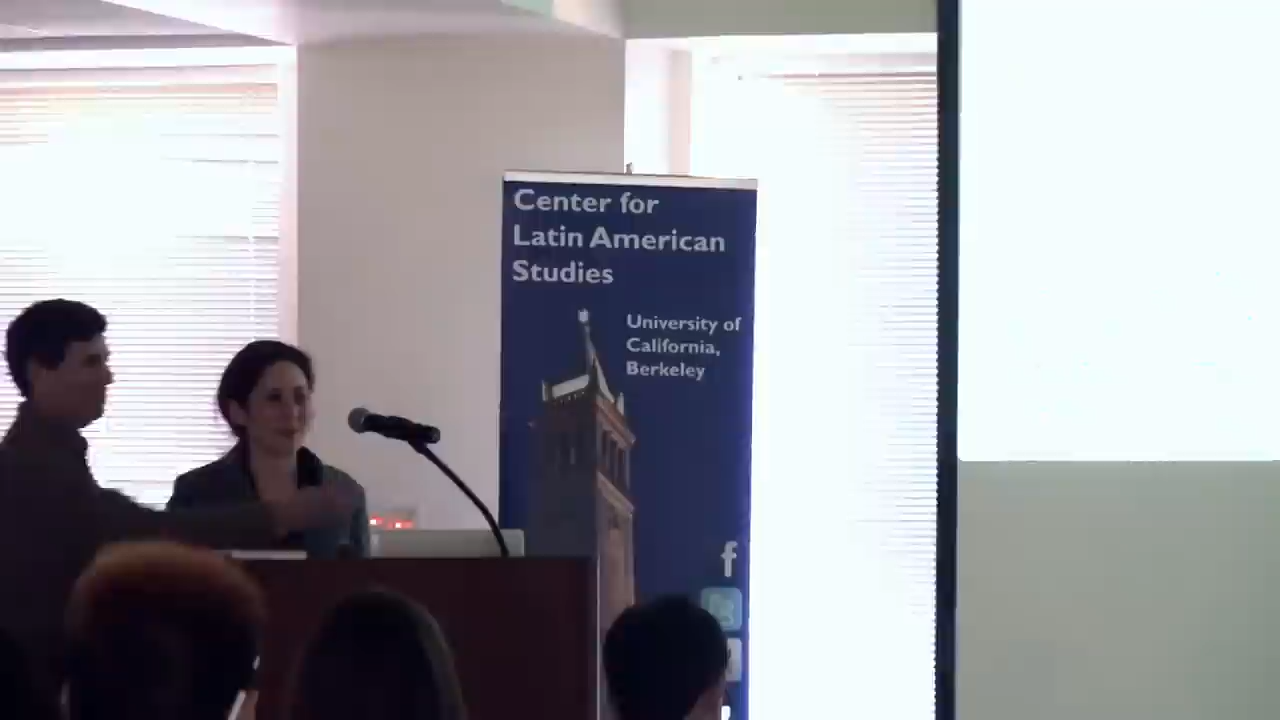 Center for
Latin American
Studies
University of
California,
Berkeley
f